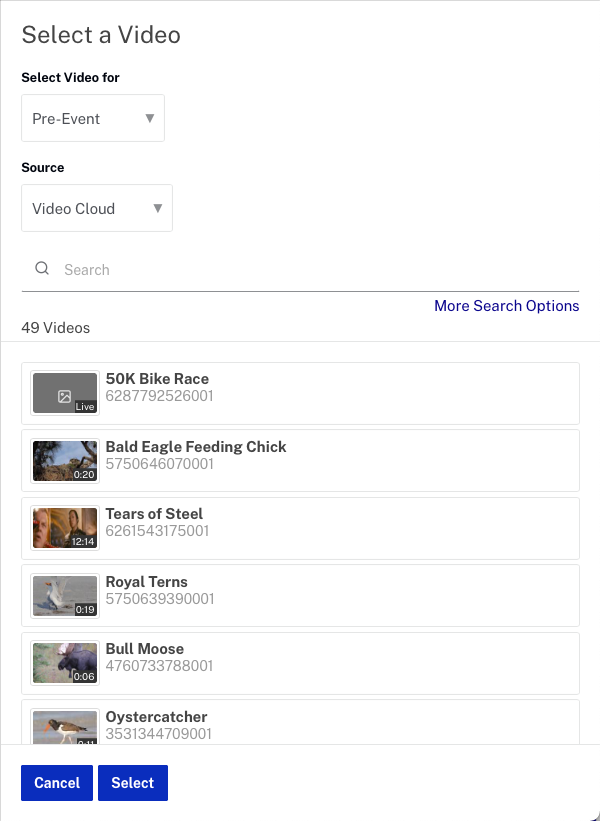 Select a Video
Select Video for
Pre-Event
Source
Video Cloud
Search
More Search Options
49 Videos
50K Bike Race
6287792526001
Live
Bald Eagle Feeding Chick
5750646070001
0:20
Tears of Steel
6261543175001
12:14
Royal Terns
5750639390001
0:19
Bull Moose
4760733788001
0:06
Oystercatcher
3531344709001
Cancel Select